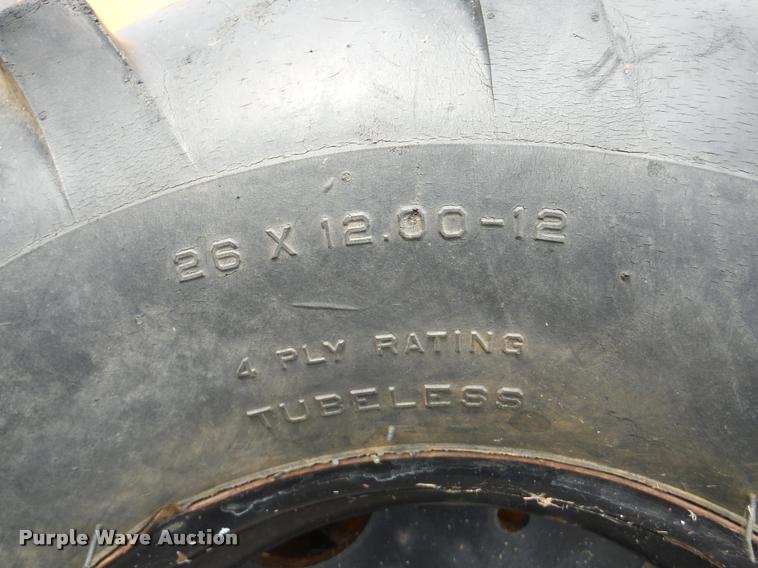 26 X 12.00-12
4 PLY RATING
TUBELESS
Purple Wave Auction®